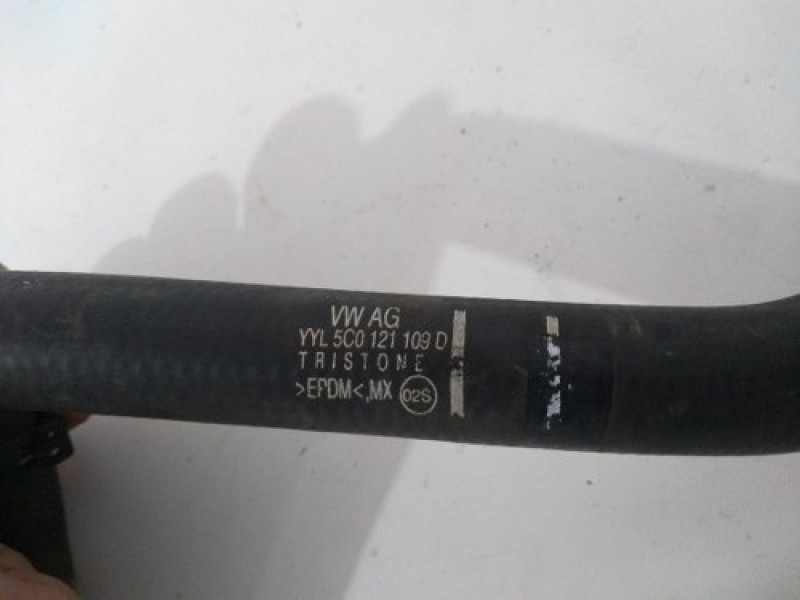 VW AG
YYL 5C0 121 109 D
TRISTONE
>EPDM<,MX 02S